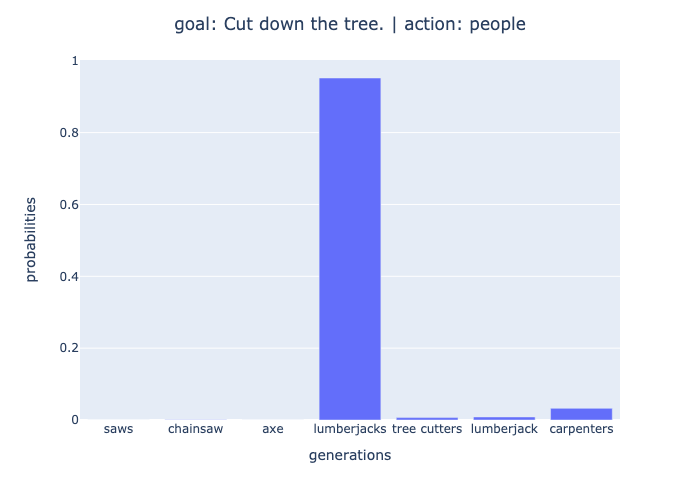 goal: Cut down the tree. | action: people
1
0.8
0.6
0.4
0.2
0
probabilities
saws chainsaw axe lumberjacks tree cutters lumberjack carpenters
generations